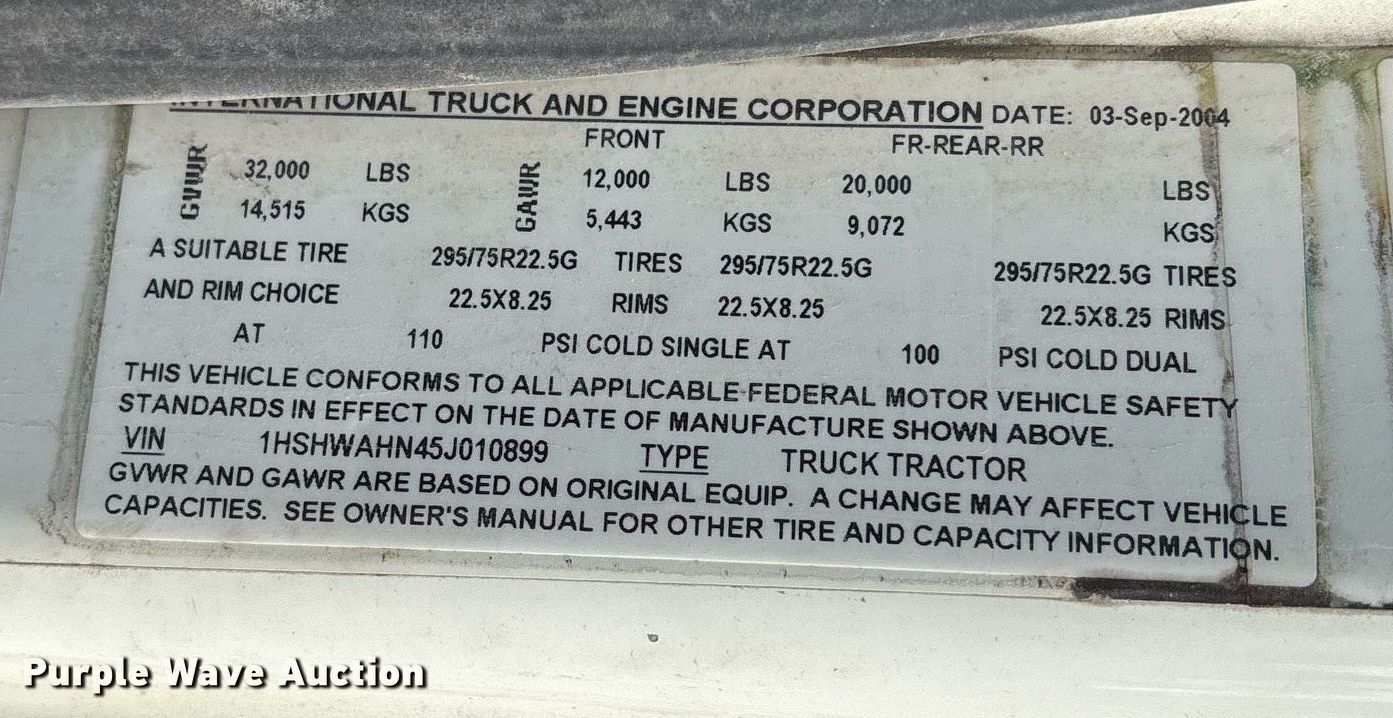 INTERNATIONAL TRUCK AND ENGINE CORPORATION DATE: 03-Sep-2004
FRONT FR-REAR-RR
GVWR 32,000 LBS GAWR 12,000 LBS 20,000 LBS
14,515 KGS 5,443 KGS 9,072 KGS
A SUITABLE TIRE 295/75R22.5G TIRES 295/75R22.5G 295/75R22.5G TIRES
AND RIM CHOICE 22.5X8.25 RIMS 22.5X8.25 22.5X8.25 RIMS
AT 110 PSI COLD SINGLE AT 100 PSI COLD DUAL
THIS VEHICLE CONFORMS TO ALL APPLICABLE FEDERAL MOTOR VEHICLE SAFETY
STANDARDS IN EFFECT ON THE DATE OF MANUFACTURE SHOWN ABOVE.
VIN 1HSHWAHN45J010899 TYPE TRUCK TRACTOR
GVWR AND GAWR ARE BASED ON ORIGINAL EQUIP. A CHANGE MAY AFFECT VEHICLE
CAPACITIES. SEE OWNER'S MANUAL FOR OTHER TIRE AND CAPACITY INFORMATION.
Purple Wave Auction